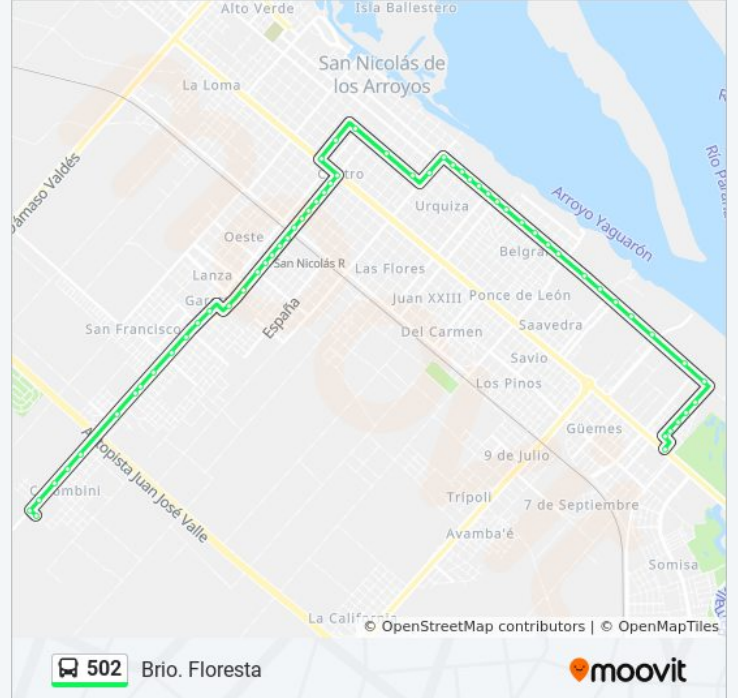 Alto Verde
Isla Ballestero
San Nicolás de
los Arroyos
La Loma
Dámaso Valdés
Centro
Río Paraná
Arroyo Yaguarón
Urquiza
Oeste
Belgrano
San Nicolás R
Lanza
Las Flores
Juan XXIII
Ponce de León
España
San Francisco
Del Carmen
Saavedra
Savio
Los Pinos
Güemes
Autopista Juan José Valle
9 de Julio
Colombini
Trípoli
7 de Septiembre
Avamba'é
Somisa
La California
© OpenStreetMap contributors | © OpenMapTiles
502 Brio. Floresta
moovit